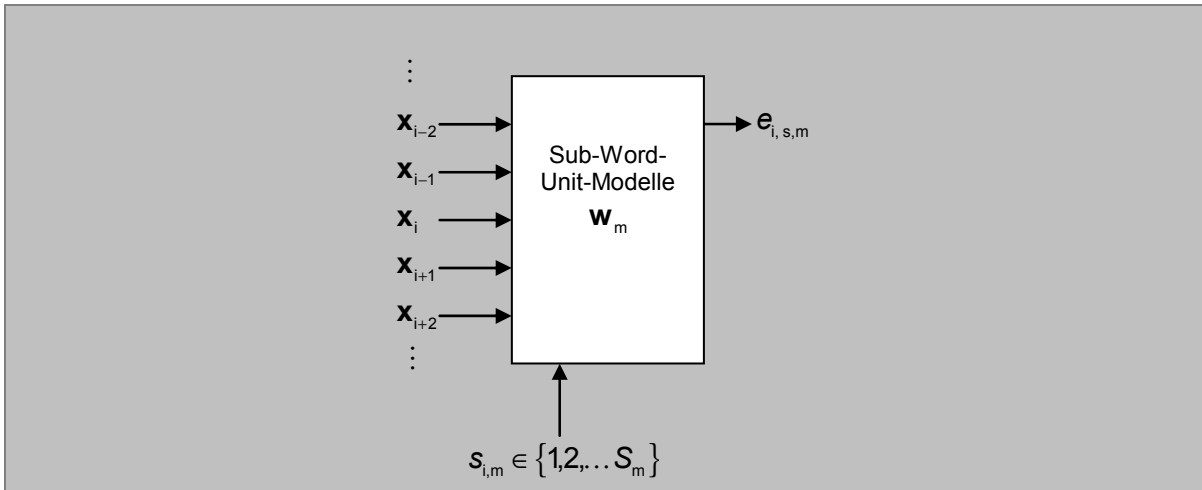 ⋮
x_{i−2}
x_{i−1}
x_i
x_{i+1}
x_{i+2}
⋮
Sub-Word-
Unit-Modelle
w_m
e_{i, s,m}
s_{i,m} ∈ {1,2,… S_m}